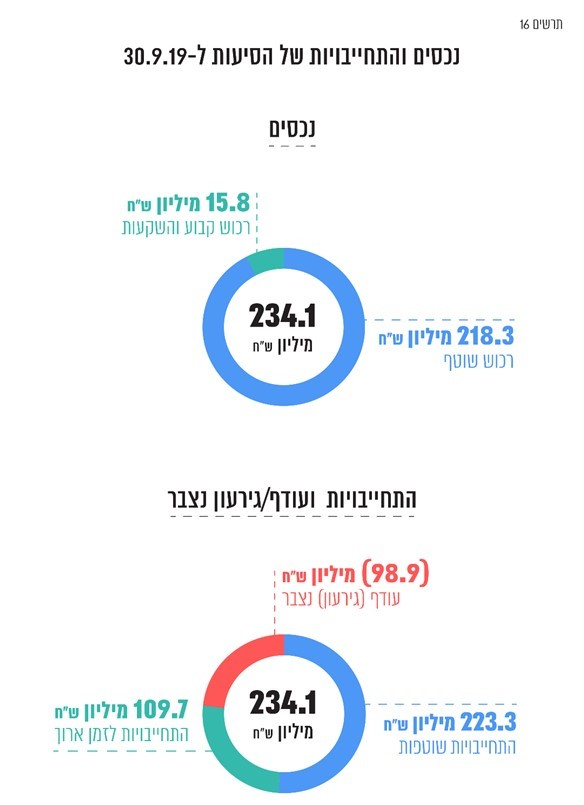 תרשים 16
נכסים והתחייבויות של הסיעות ל-30.9.19
נכסים
15.8 מיליון ש"ח
רכוש קבוע והשקעות
234.1
מיליון ש"ח
218.3 מיליון ש"ח
רכוש שוטף
התחייבויות ועודף/גירעון נצבר
(98.9) מיליון ש"ח
עודף (גירעון) נצבר
234.1
מיליון ש"ח
223.3 מיליון ש"ח
התחייבויות שוטפות
109.7 מיליון ש"ח
התחייבויות לזמן ארוך